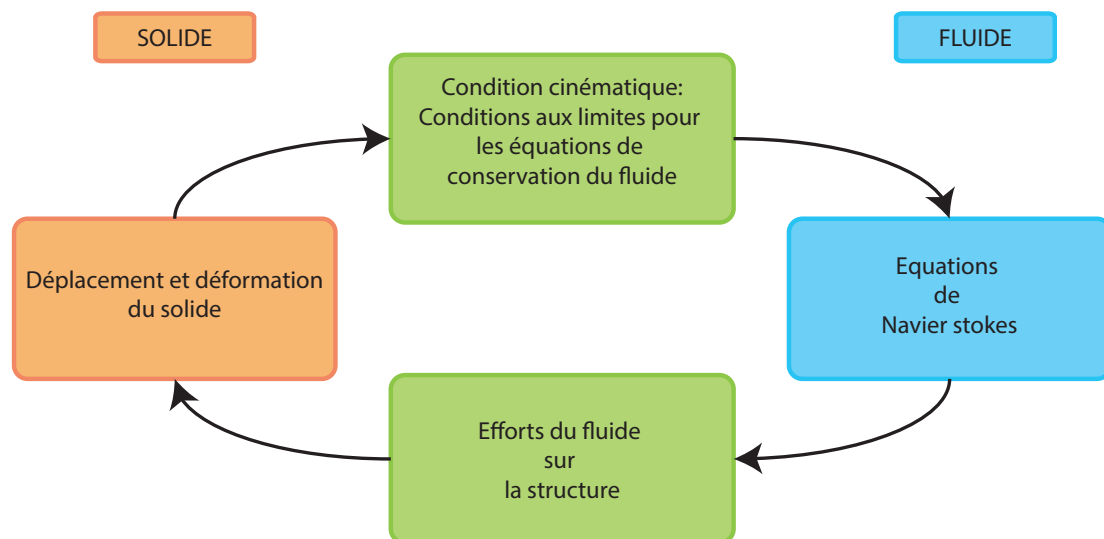 SOLIDE
FLUIDE
Condition cinématique:
Conditions aux limites pour
les équations de
conservation du fluide
Déplacement et déformation
du solide
Equations
de
Navier stokes
Efforts du fluide
sur
la structure